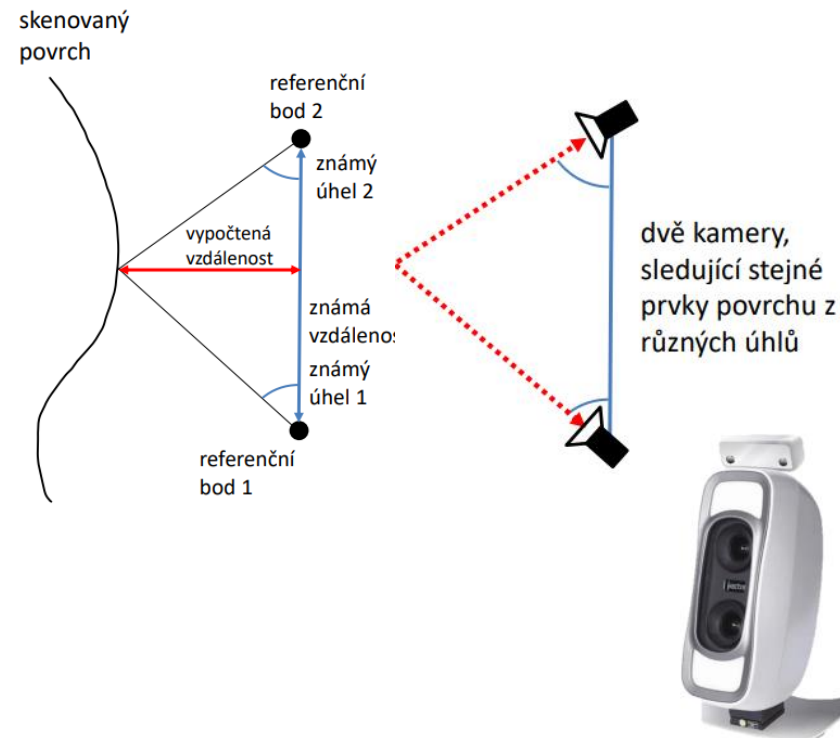 skenovaný
povrch
referenční
bod 2
známý
úhel 2
vypočtená
vzdálenost
známá
vzdálenos
známý
úhel 1
referenční
bod 1
dvě kamery,
sledující stejné
prvky povrchu z
různých úhlů